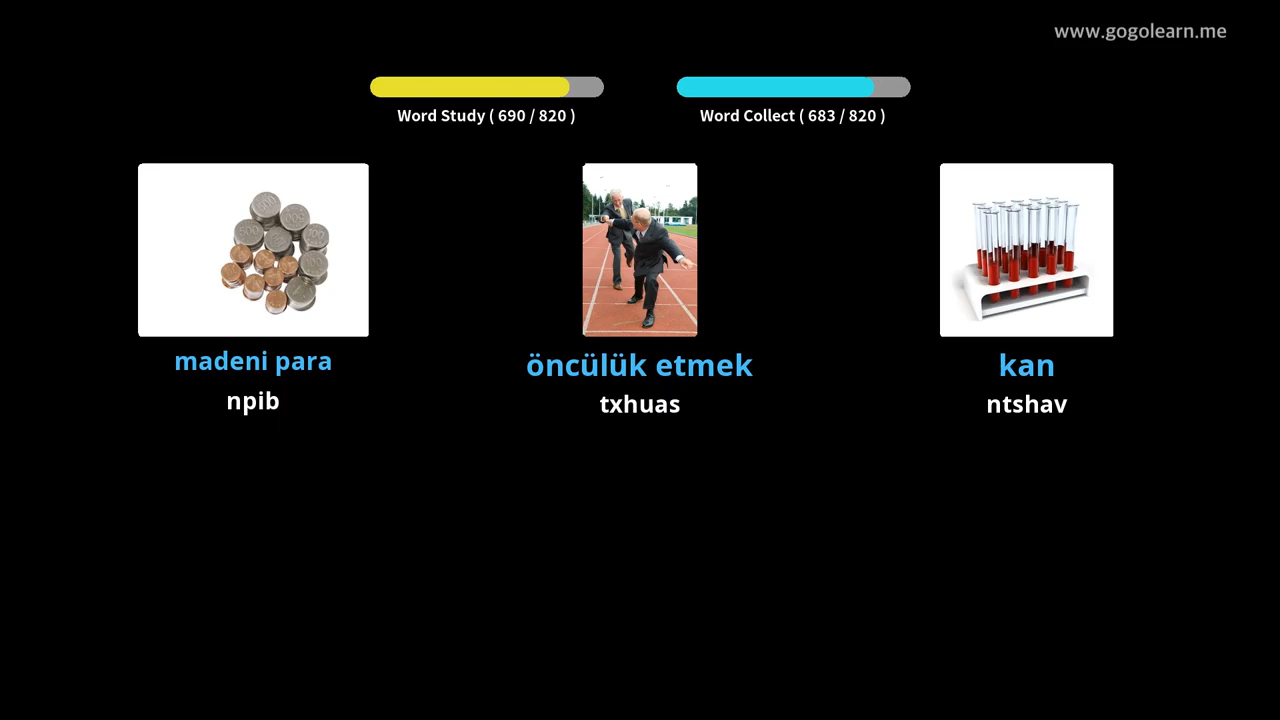 www.gogolearn.me
Word Study ( 690 / 820 )
Word Collect ( 683 / 820 )
madeni para
npib
öncülük etmek
txhuas
kan
ntshav